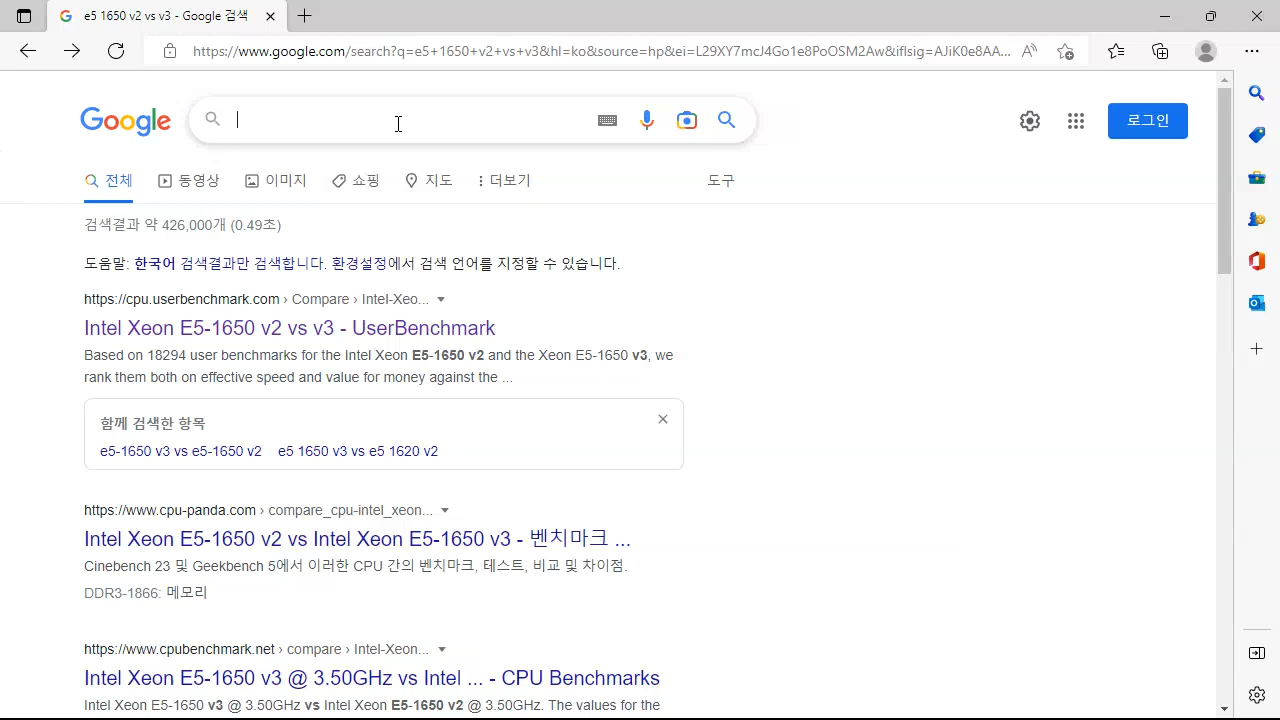 e5 1650 v2 vs v3 - Google 검색
https://www.google.com/search?q=e5+1650+v2+vs+v3&hl=ko&source=hp&ei=L29XY7mcJ4Go1e8PoOSM2Aw&iflsig=AJiK0e8AA...
Google
로그인
전체 동영상 이미지 쇼핑 지도 더보기 도구
검색결과 약 426,000개 (0.49초)
도움말: 한국어 검색결과만 검색합니다. 환경설정에서 검색 언어를 지정할 수 있습니다.
https://cpu.userbenchmark.com › Compare › Intel-Xeo...
Intel Xeon E5-1650 v2 vs v3 - UserBenchmark
Based on 18294 user benchmarks for the Intel Xeon E5-1650 v2 and the Xeon E5-1650 v3, we
rank them both on effective speed and value for money against the ...
함께 검색한 항목
e5-1650 v3 vs e5-1650 v2 e5 1650 v3 vs e5 1620 v2
https://www.cpu-panda.com › compare_cpu-intel_xeon...
Intel Xeon E5-1650 v2 vs Intel Xeon E5-1650 v3 - 벤치마크 ...
Cinebench 23 및 Geekbench 5에서 이러한 CPU 간의 벤치마크, 테스트, 비교 및 차이점.
DDR3-1866: 메모리
https://www.cpubenchmark.net › compare › Intel-Xeon...
Intel Xeon E5-1650 v3 @ 3.50GHz vs Intel ... - CPU Benchmarks
Intel Xeon E5-1650 v3 @ 3.50GHz vs Intel Xeon E5-1650 v2 @ 3.50GHz. The values for the